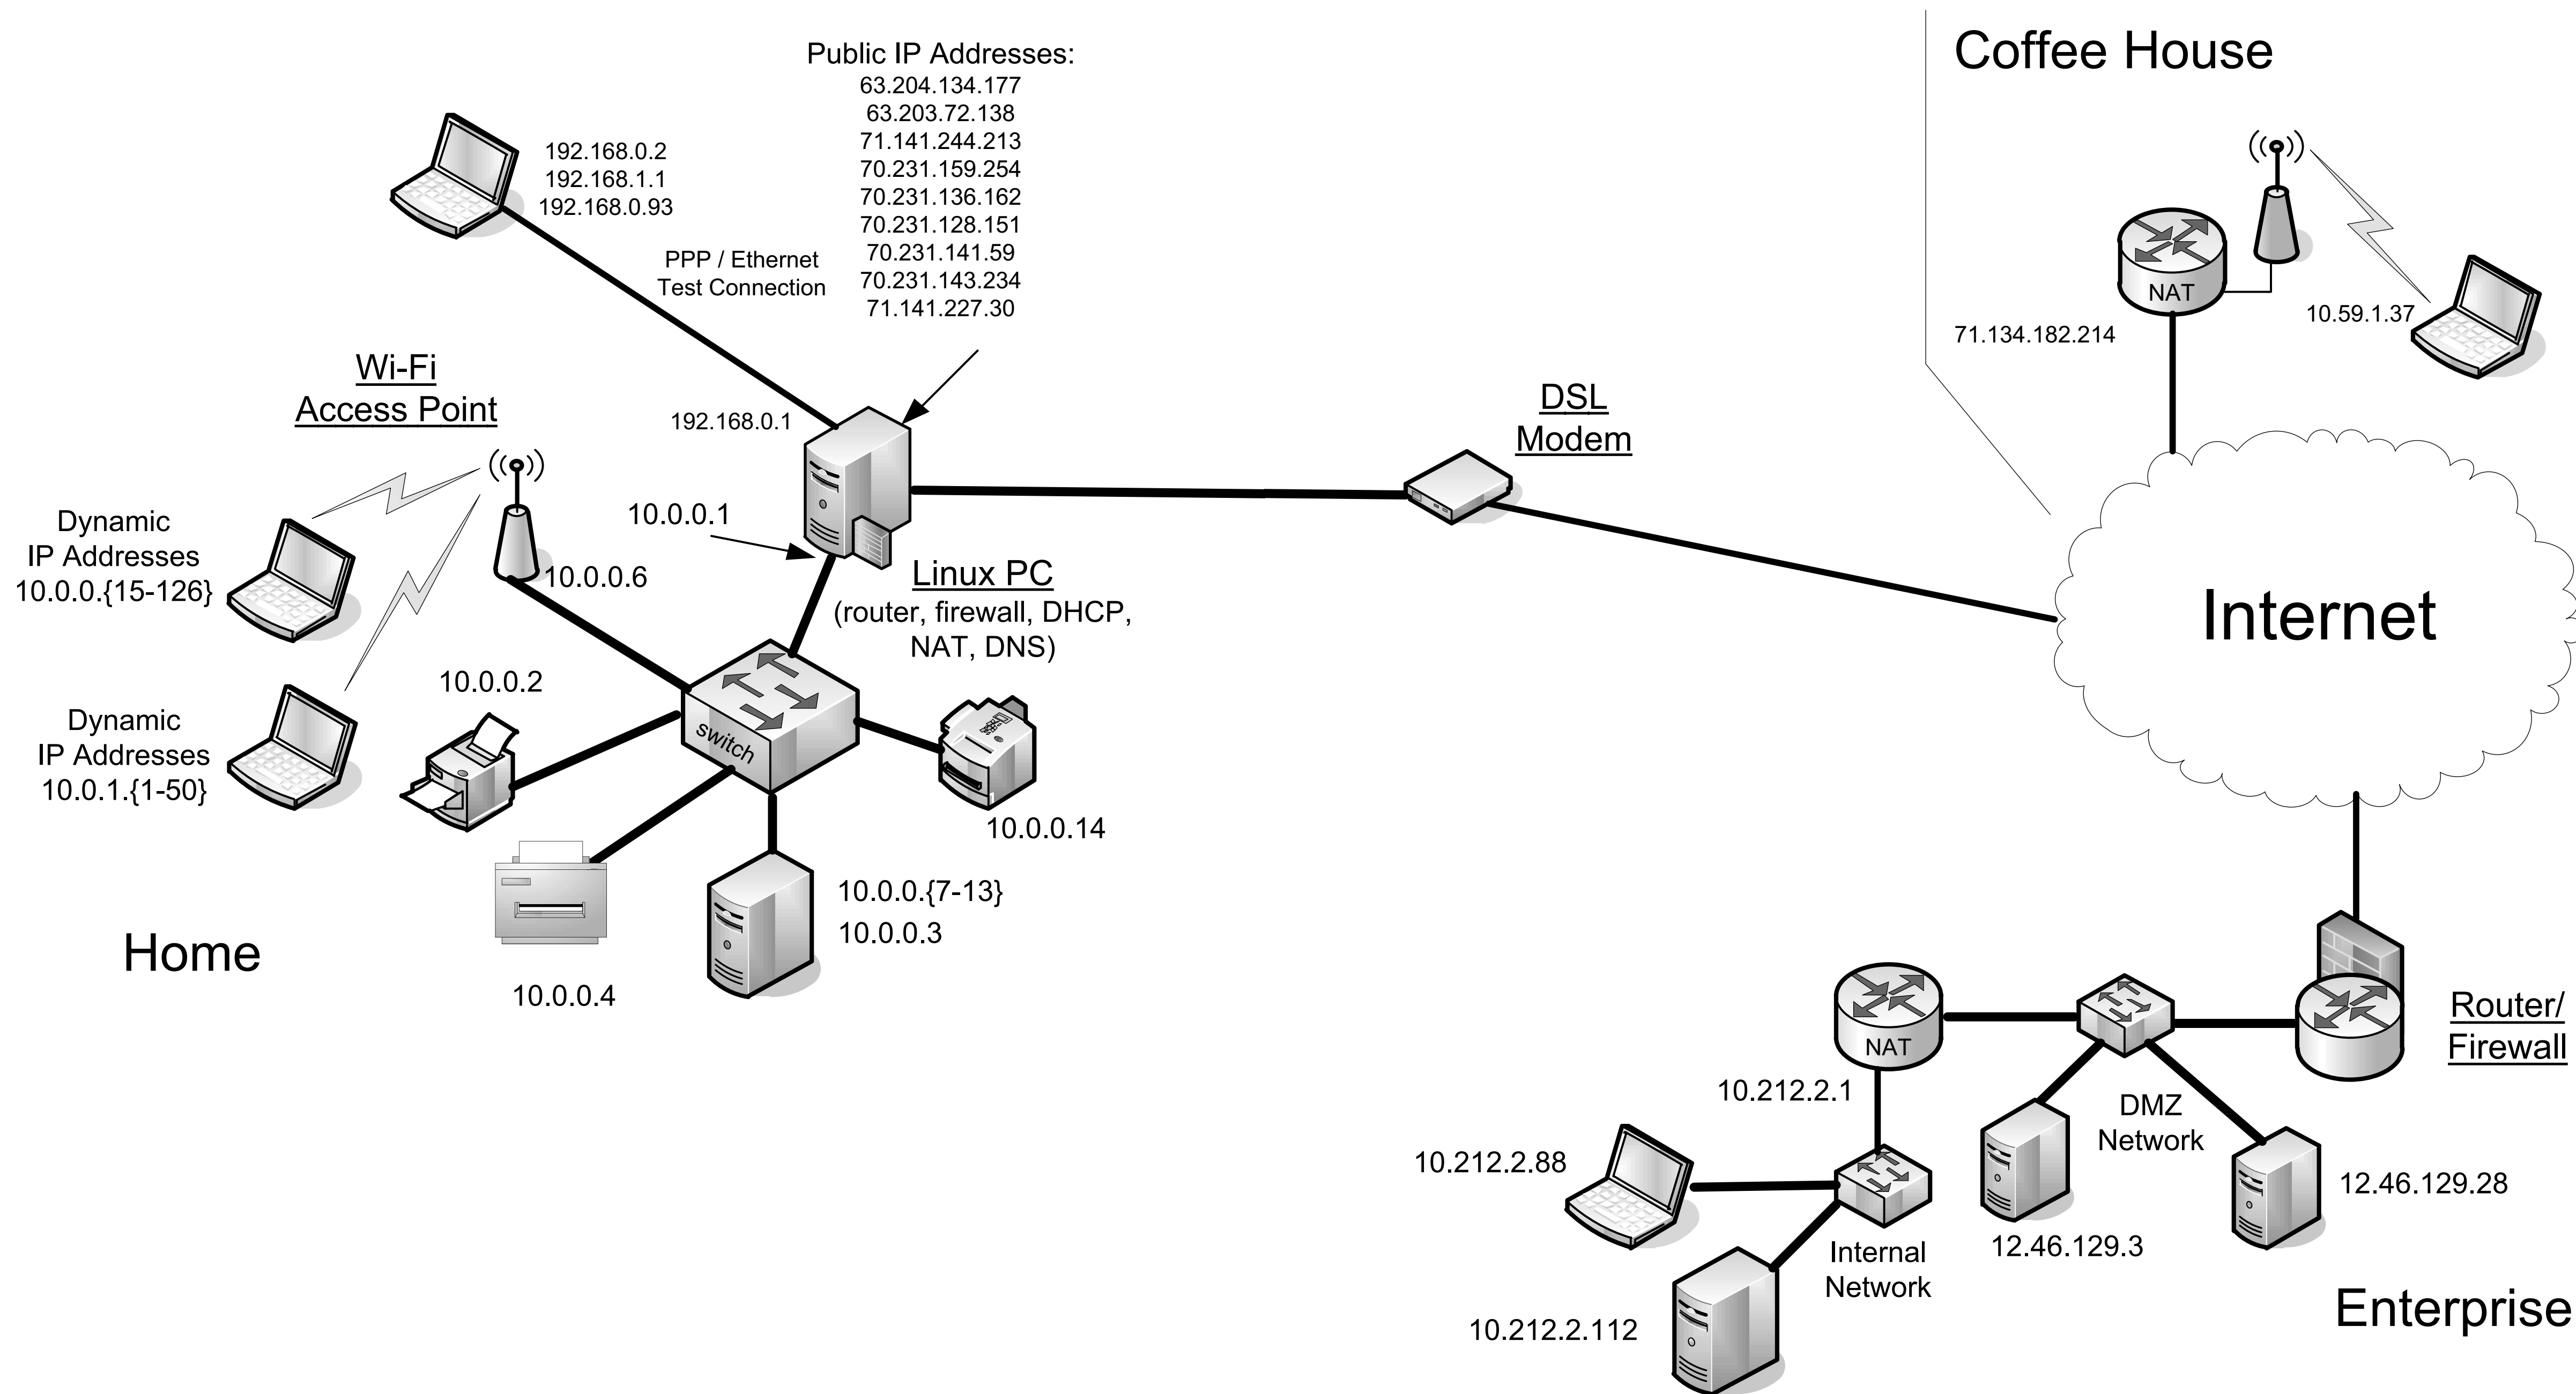 Public IP Addresses:
63.204.134.177
63.203.72.138
71.141.244.213
70.231.159.254
70.231.136.162
70.231.128.151
70.231.141.59
70.231.143.234
71.141.227.30
192.168.0.2
192.168.1.1
192.168.0.93
PPP / Ethernet
Test Connection
192.168.0.1
Wi-Fi
Access Point
10.0.0.1
10.0.0.6
Dynamic
IP Addresses
10.0.0.{15-126}
Linux PC
(router, firewall, DHCP,
NAT, DNS)
Dynamic
IP Addresses
10.0.1.{1-50}
10.0.0.2
switch
10.0.0.14
10.0.0.{7-13}
10.0.0.3
10.0.0.4
Home
DSL
Modem
Coffee House
NAT
71.134.182.214
10.59.1.37
Internet
Router/
Firewall
NAT
10.212.2.1
DMZ
Network
10.212.2.88
12.46.129.28
12.46.129.3
Internal
Network
10.212.2.112
Enterprise